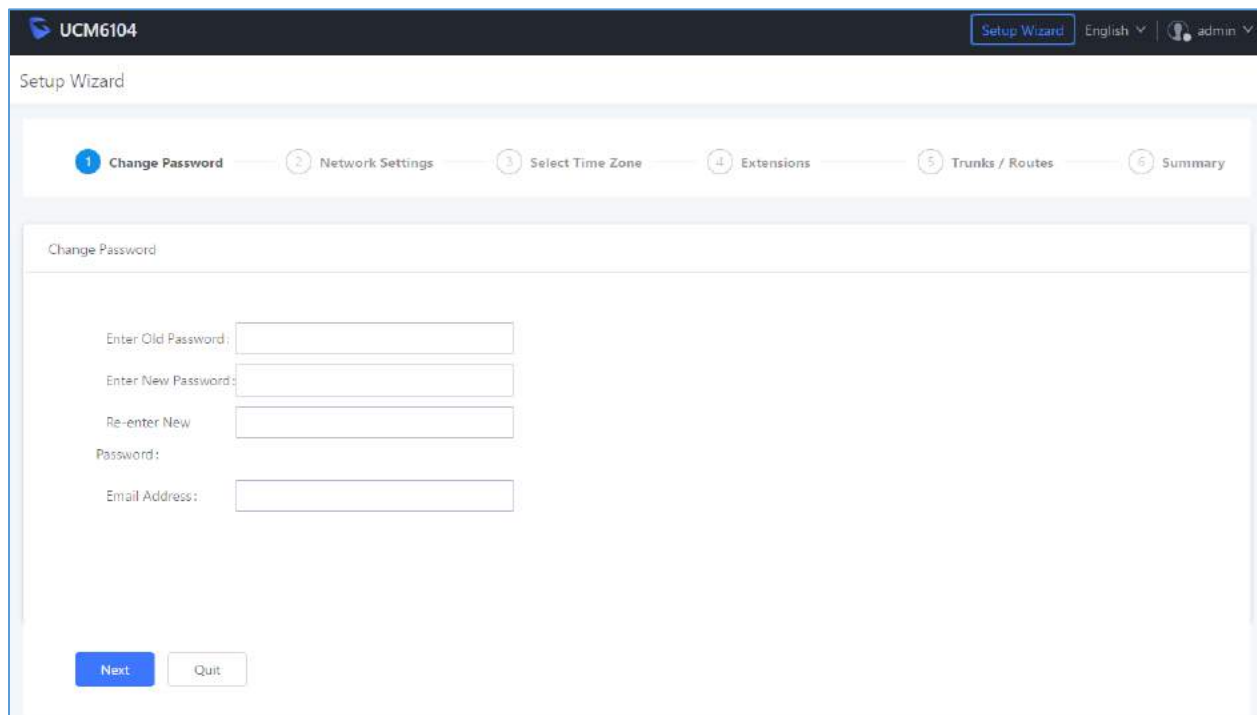 UCM6104 Setup Wizard English admin
Setup Wizard
1 Change Password 2 Network Settings 3 Select Time Zone 4 Extensions 5 Trunks / Routes 6 Summary
Change Password
Enter Old Password:
Enter New Password:
Re-enter New
Password:
Email Address:
Next Quit